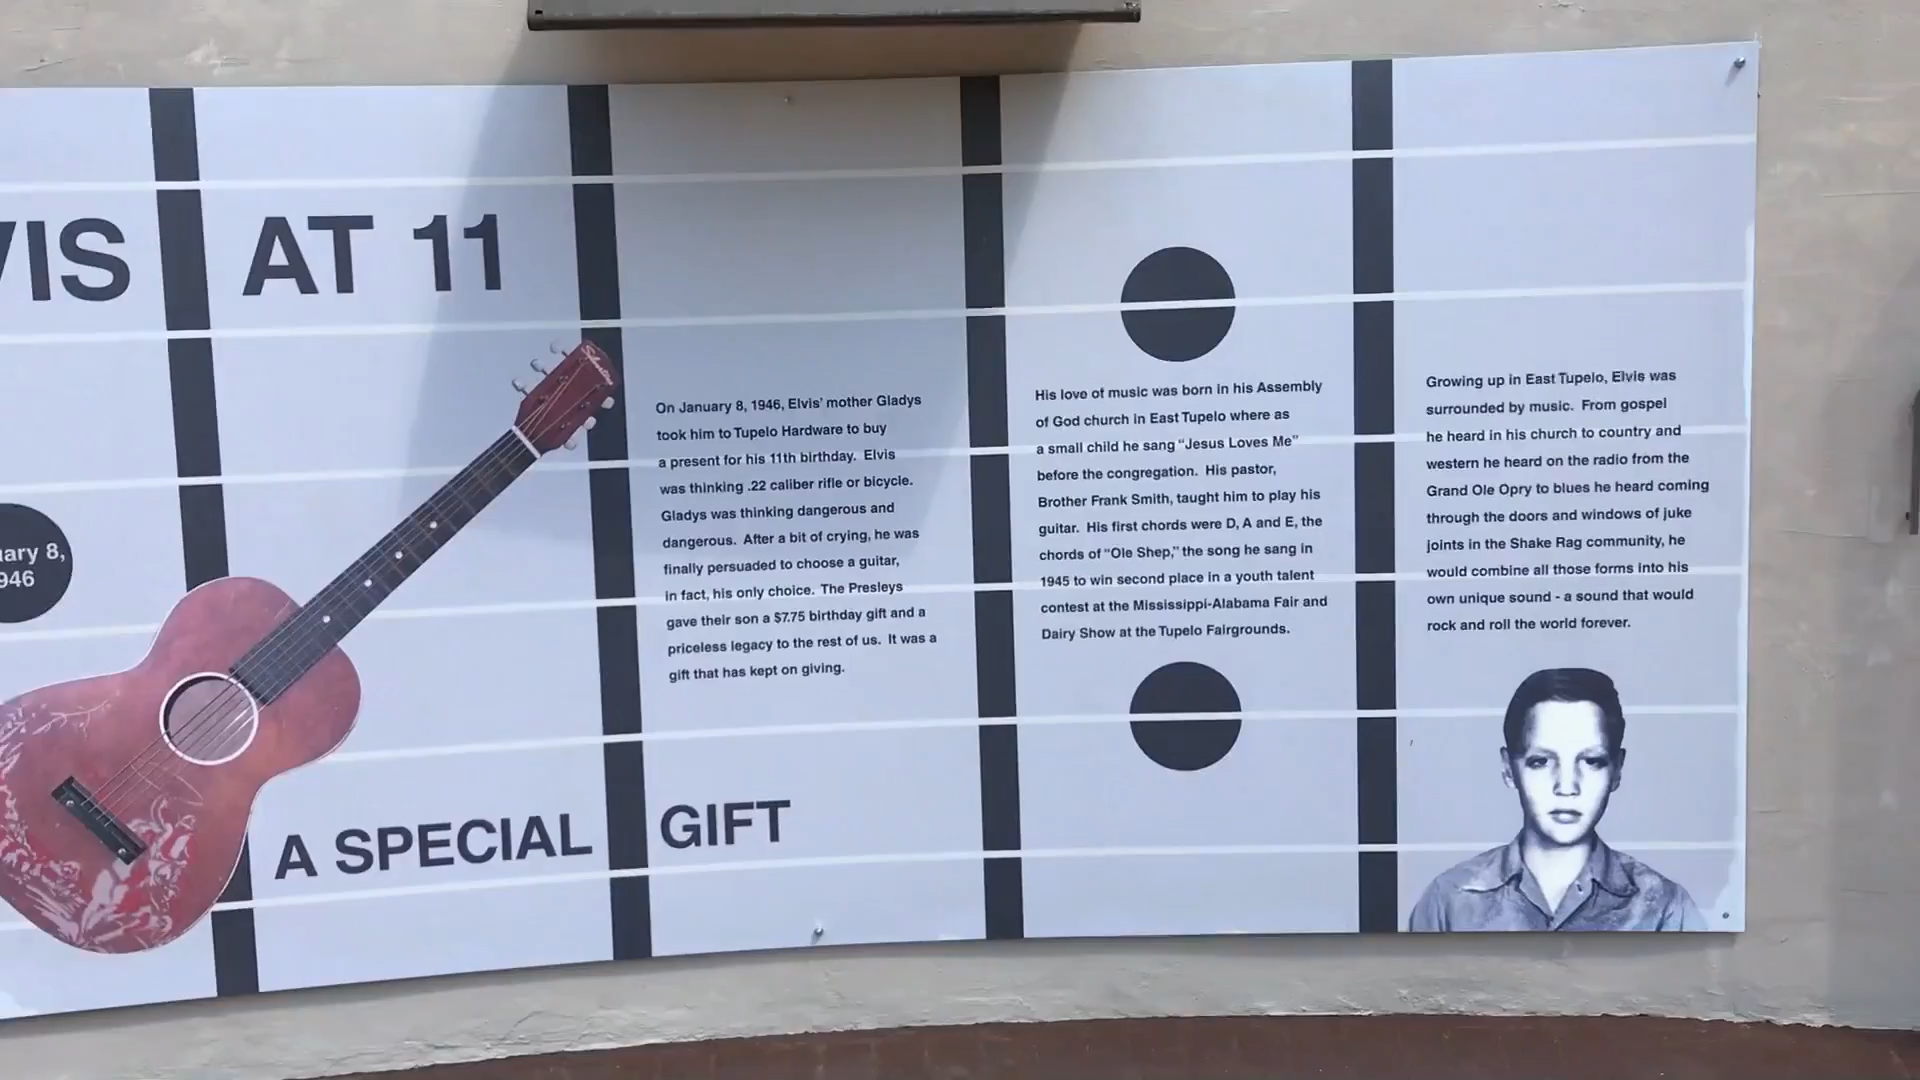 VIS AT 11
uary 8,
946
On January 8, 1946, Elvis' mother Gladys
took him to Tupelo Hardware to buy
a present for his 11th birthday. Elvis
was thinking .22 caliber rifle or bicycle.
Gladys was thinking dangerous and
dangerous. After a bit of crying, he was
finally persuaded to choose a guitar,
in fact, his only choice. The Presleys
gave their son a $7.75 birthday gift and a
priceless legacy to the rest of us. It was a
gift that has kept on giving.
His love of music was born in his Assembly
of God church in East Tupelo where as
a small child he sang “Jesus Loves Me”
before the congregation. His pastor,
Brother Frank Smith, taught him to play his
guitar. His first chords were D, A and E, the
chords of “Ole Shep,” the song he sang in
1945 to win second place in a youth talent
contest at the Mississippi-Alabama Fair and
Dairy Show at the Tupelo Fairgrounds.
Growing up in East Tupelo, Elvis was
surrounded by music. From gospel
he heard in his church to country and
western he heard on the radio from the
Grand Ole Opry to blues he heard coming
through the doors and windows of juke
joints in the Shake Rag community, he
would combine all those forms into his
own unique sound - a sound that would
rock and roll the world forever.
A SPECIAL GIFT